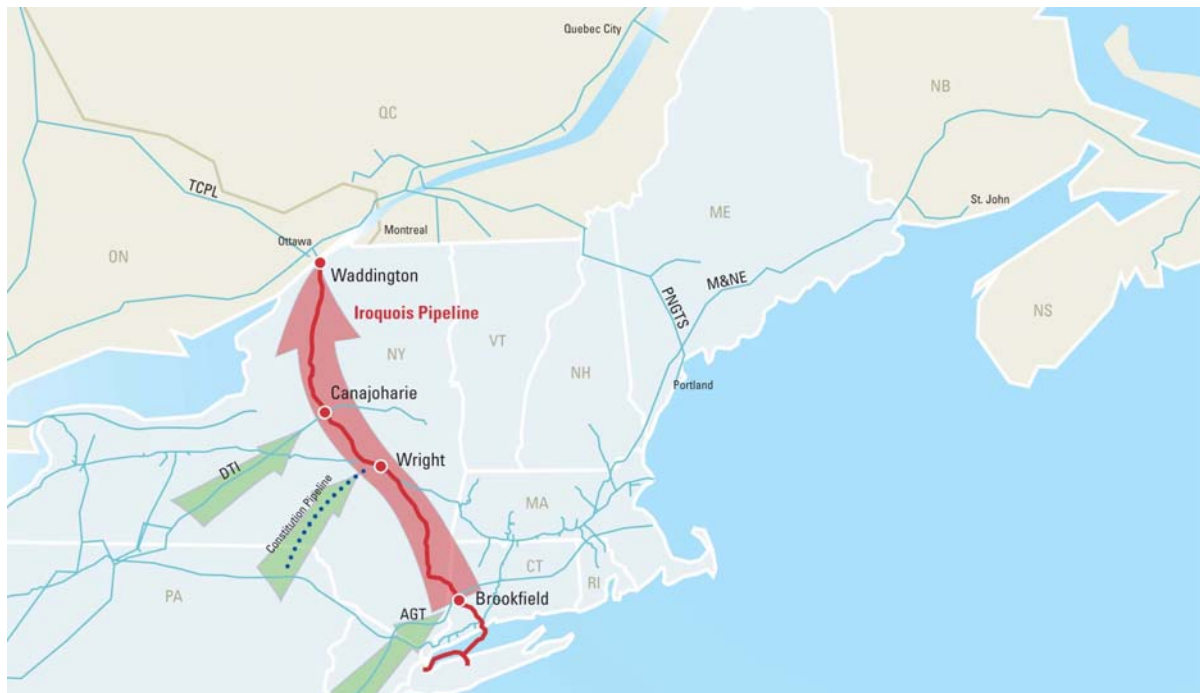 Quebec City
NB
QC
TCPL
St. John
ME
Montreal
Ottawa
ON
Waddington
M&NE
PNGTS
Iroquois Pipeline
NS
VT
NY
NH
Portland
Canajoharie
Wright
DTI
MA
Constitution Pipeline
CT
RI
PA
Brookfield
AGT